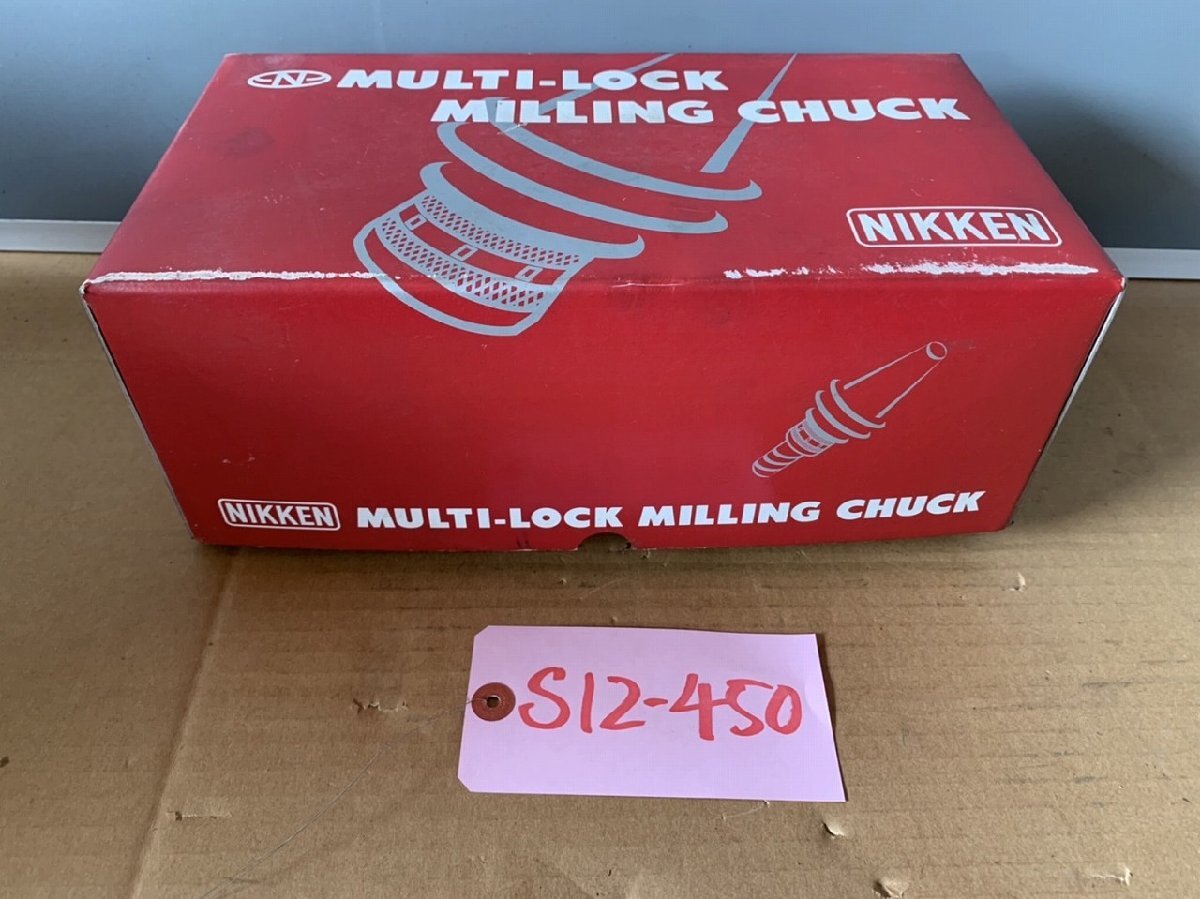 N MULTI-LOCK
MILLING CHUCK
NIKKEN
NIKKEN MULTI-LOCK MILLING CHUCK
S12-450